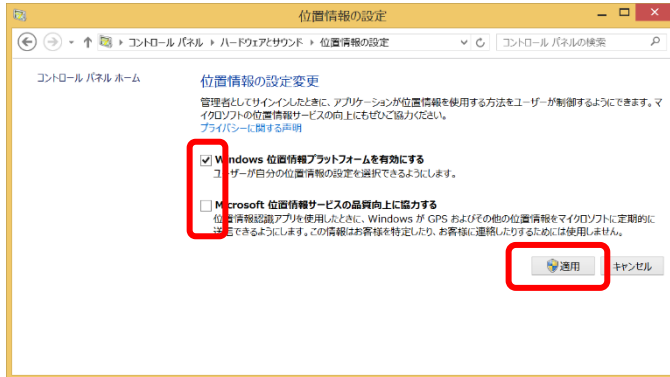 位置情報の設定
コントロール パネル ハードウェアとサウンド 位置情報の設定
コントロール パネルの検索
コントロール パネル ホーム
位置情報の設定変更
管理者としてサインインしたときに、アプリケーションが位置情報を使用する方法をユーザーが制御するようにできます。マ
イクロソフトの位置情報サービスの向上にもぜひご協力ください。
プライバシーに関する声明
Windows 位置情報プラットフォームを有効にする
ユーザーが自分の位置情報の設定を選択できるようにします。
Microsoft 位置情報サービスの品質向上に協力する
位置情報認識アプリを使用したときに、Windows が GPS およびその他の位置情報をマイクロソフトに定期的に
送信できるようにします。この情報はお客様を特定したり、お客様に連絡したりするためには使用しません。
適用
キャンセル